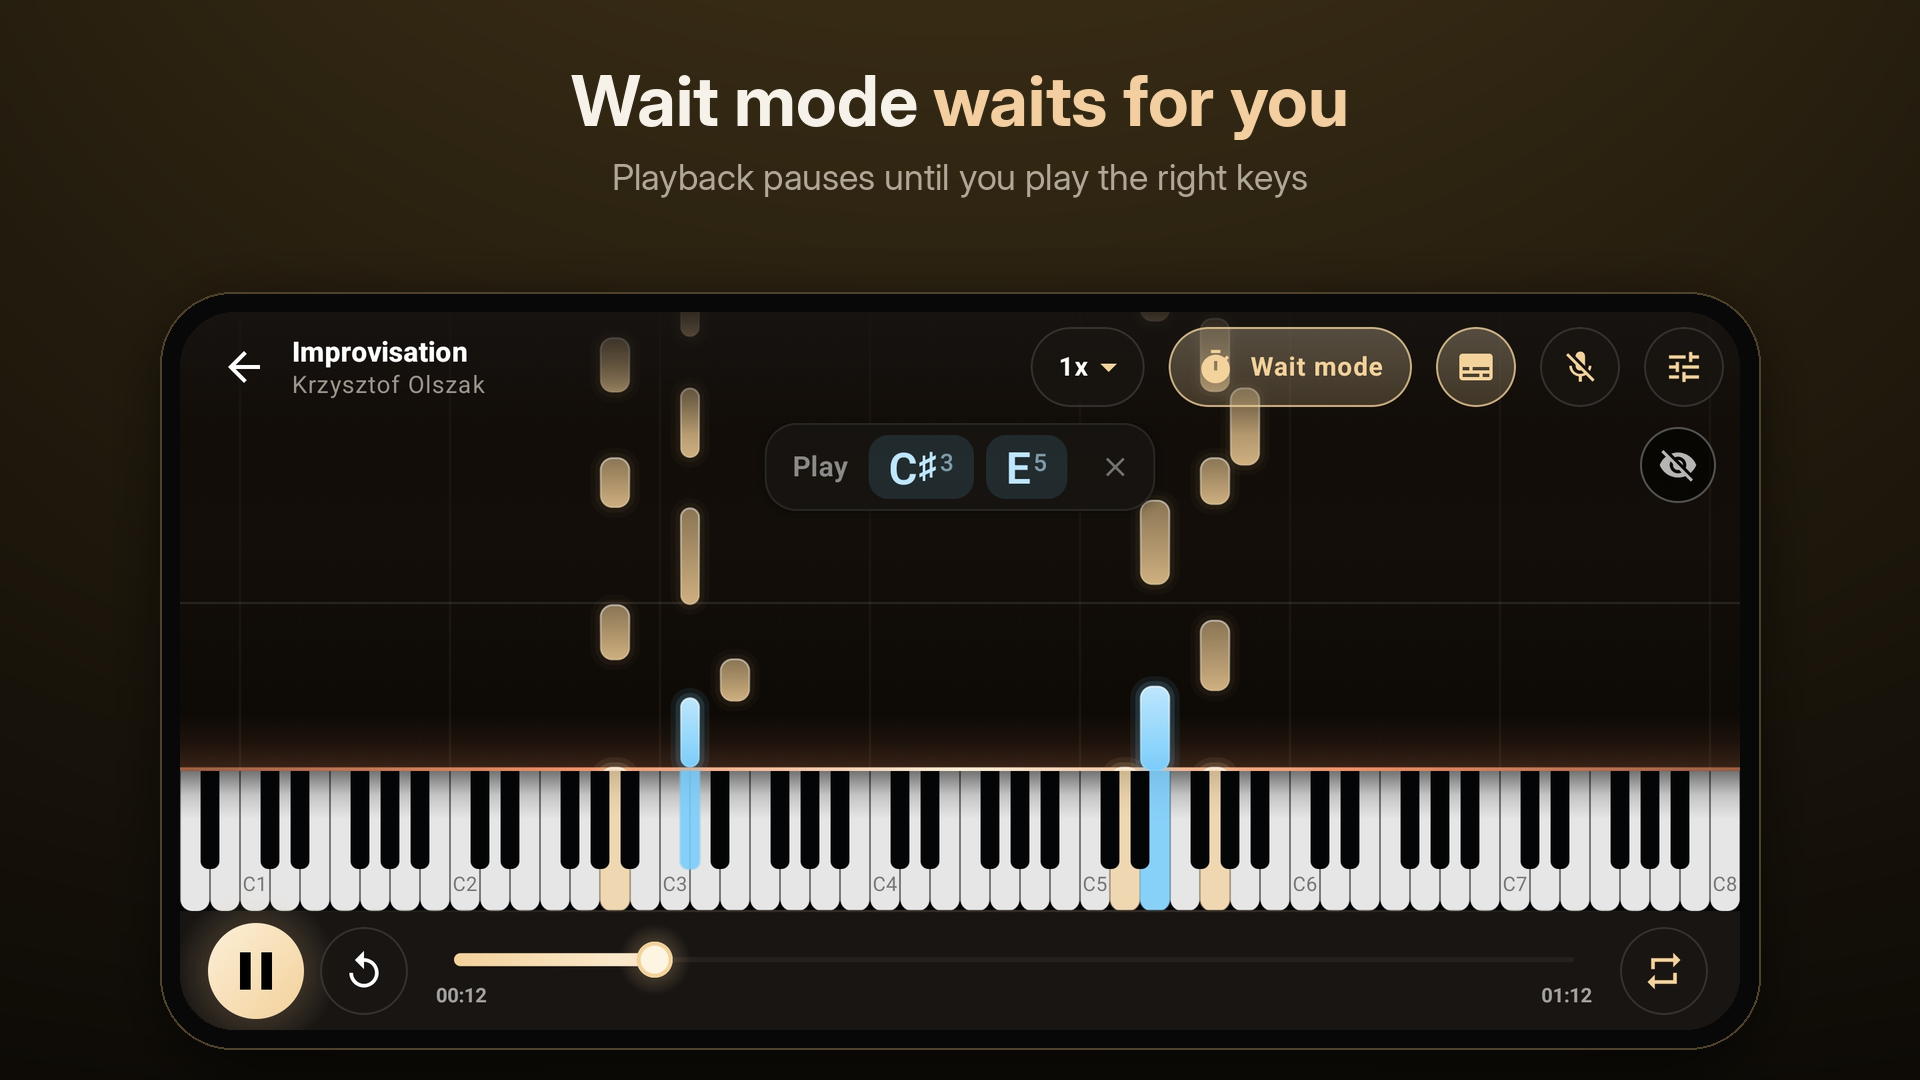 Wait mode waits for you
Playback pauses until you play the right keys
Improvisation
Krzysztof Olszak
1x
Wait mode
Play C♯3 E5
C1 C2 C3 C4 C5 C6 C7 C8
00:12
01:12